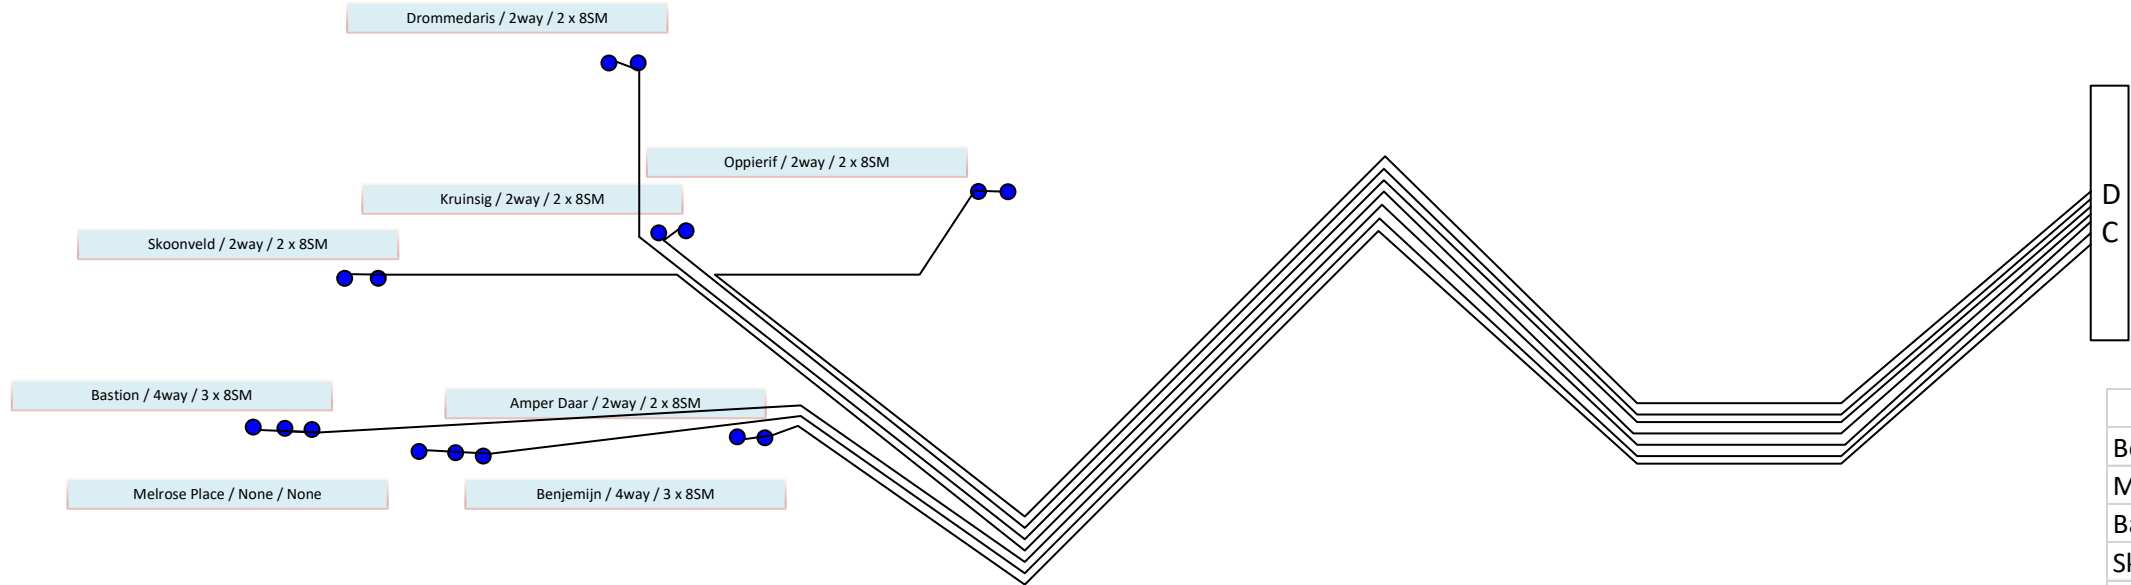 Drommedaris / 2way / 2 x 8SM
Oppierif / 2way / 2 x 8SM
Kruinsig / 2way / 2 x 8SM
Skoonveld / 2way / 2 x 8SM
D
C
Bastion / 4way / 3 x 8SM
Amper Daar / 2way / 2 x 8SM
Melrose Place / None / None
Benjemijn / 4way / 3 x 8SM